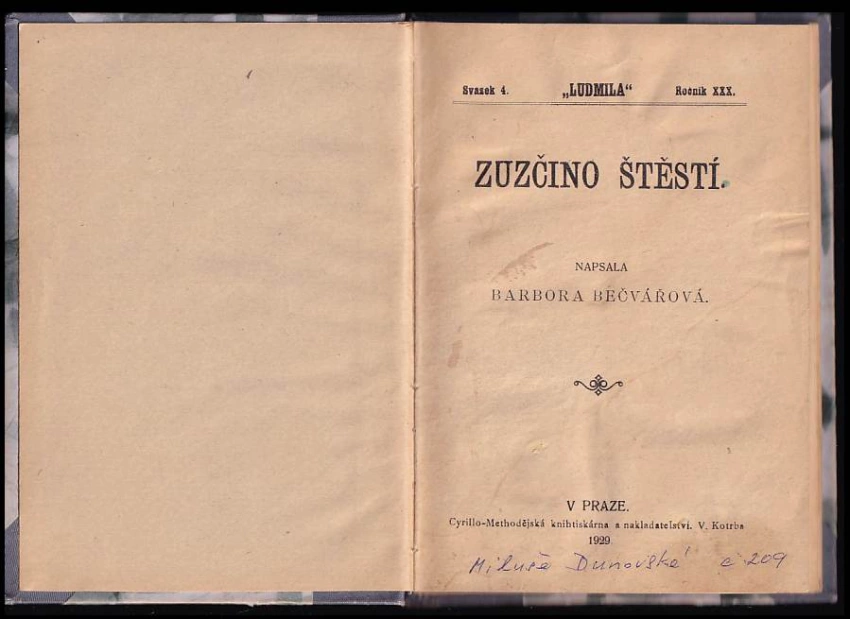 Svazek 4. „LUDMILA“ Ročník XXX.
ZUZČINO ŠTĚSTÍ.
NAPSALA
BARBORA BEČVÁŘOVÁ.
V PRAZE.
Cyrillo-Methodějská knihtiskárna a nakladatelství. V. Kotrba
1929
Miluše Dunovská č 209